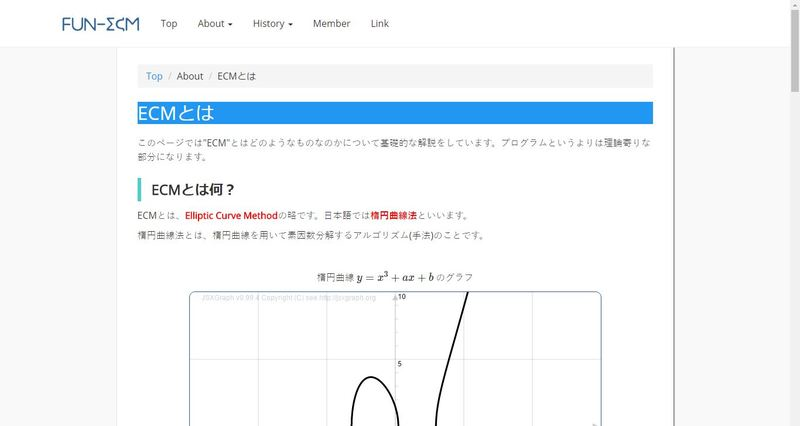 FUN-ΣCM Top About History Member Link
Top / About / ECMとは
ECMとは
このページでは"ECM"とはどのようなものなのかについて基礎的な解説をしています。プログラムというよりは理論寄りな
部分になります。
ECMとは何？
ECMとは、Elliptic Curve Methodの略です。日本語では楕円曲線法といいます。
楕円曲線法とは、楕円曲線を用いて素因数分解するアルゴリズム(手法)のことです。
楕円曲線 y = x³ + ax + b のグラフ
JSXGraph v0.99.4 Copyright (C) see http://jsxgraph.org
10
5